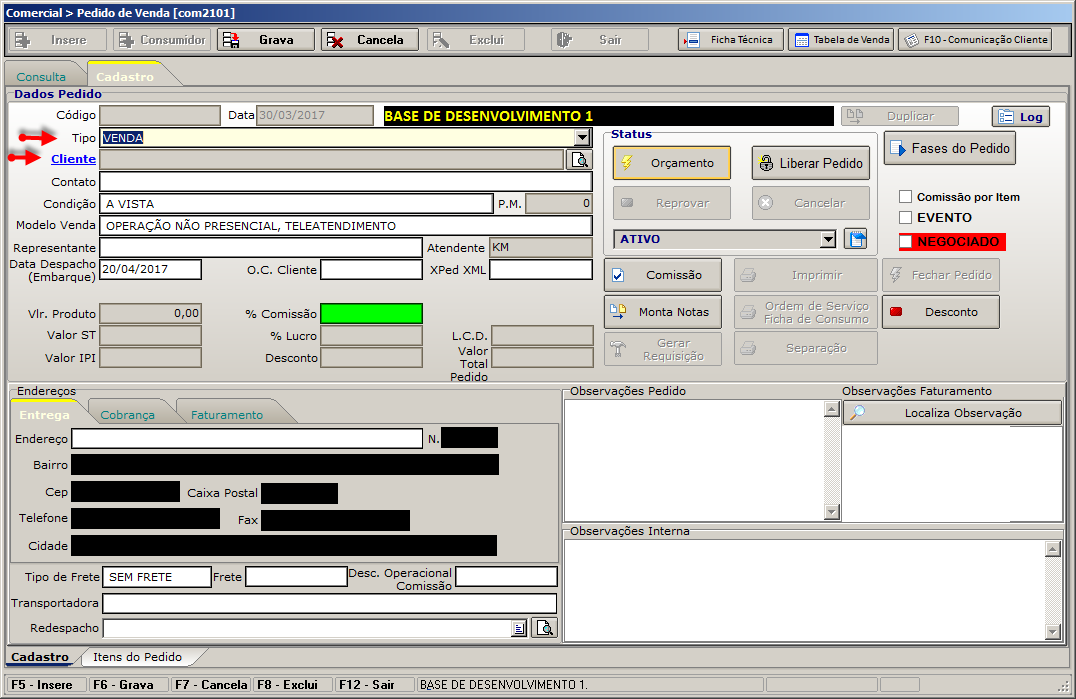 Comercial > Pedido de Venda [com2101]
Insere Consumidor Grava Cancela Exclui Sair Ficha Técnica Tabela de Venda F10 - Comunicação Cliente
Consulta Cadastro
Dados Pedido
Código Data 30/03/2017 BASE DE DESENVOLVIMENTO 1 Duplicar Log
Tipo VENDA
Cliente
Contato
Condição A VISTA P.M. 0
Modelo Venda OPERAÇÃO NÃO PRESENCIAL, TELEATENDIMENTO
Representante Atendente KM
Data Despacho
(Embarque) 20/04/2017 O.C. Cliente XPed XML
Vlr. Produto 0,00 % Comissão
Valor ST % Lucro L.C.D.
Valor IPI Desconto Valor
Total
Pedido
Status
Orçamento Liberar Pedido Fases do Pedido
Reprovar Cancelar
ATIVO
Comissão por Item
EVENTO
NEGOCIADO
Comissão Imprimir Fechar Pedido
Monta Notas Ordem de Serviço
Ficha de Consumo Desconto
Gerar
Requisição Separação
Endereços
Entrega Cobrança Faturamento
Endereço N.
Bairro
Cep Caixa Postal
Telefone Fax
Cidade
Tipo de Frete SEM FRETE Frete Desc. Operacional
Comissão
Transportadora
Redespacho
Observações Pedido
Observações Faturamento
Localiza Observação
Observações Interna
Cadastro Itens do Pedido
F5 - Insere F6 - Grava F7 - Cancela F8 - Exclui F12 - Sair BASE DE DESENVOLVIMENTO 1.